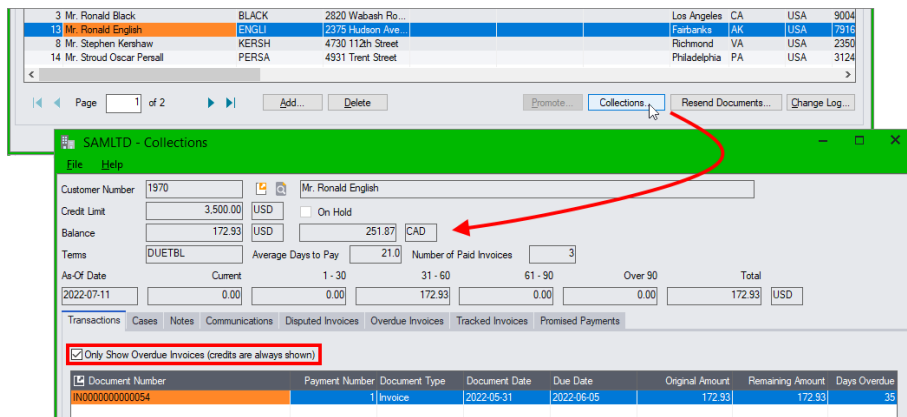 3 Mr. Ronald Black BLACK 2820 Wabash Ro... Los Angeles CA USA 9004
13 Mr. Ronald English ENGLI 2375 Hudson Ave... Fairbanks AK USA 7916
8 Mr. Stephen Kershaw KERSH 4730 112th Street Richmond VA USA 2350
14 Mr. Stroud Oscar Persall PERSA 4931 Trent Street Philadelphia PA USA 3124
Page 1 of 2 Add... Delete Promote... Collections... Resend Documents... Change Log...
SAMLTD - Collections
File Help
Customer Number 1970 Mr. Ronald English
Credit Limit 3,500.00 USD On Hold
Balance 172.93 USD 251.87 CAD
Terms DUETBL Average Days to Pay 21.0 Number of Paid Invoices 3
As-Of Date Current 1 - 30 31 - 60 61 - 90 Over 90 Total
2022-07-11 0.00 0.00 172.93 0.00 0.00 172.93 USD
Transactions Cases Notes Communications Disputed Invoices Overdue Invoices Tracked Invoices Promised Payments
Only Show Overdue Invoices (credits are always shown)
Document Number Payment Number Document Type Document Date Due Date Original Amount Remaining Amount Days Overdue
IN0000000000054 1 Invoice 2022-05-31 2022-06-05 172.93 172.93 35